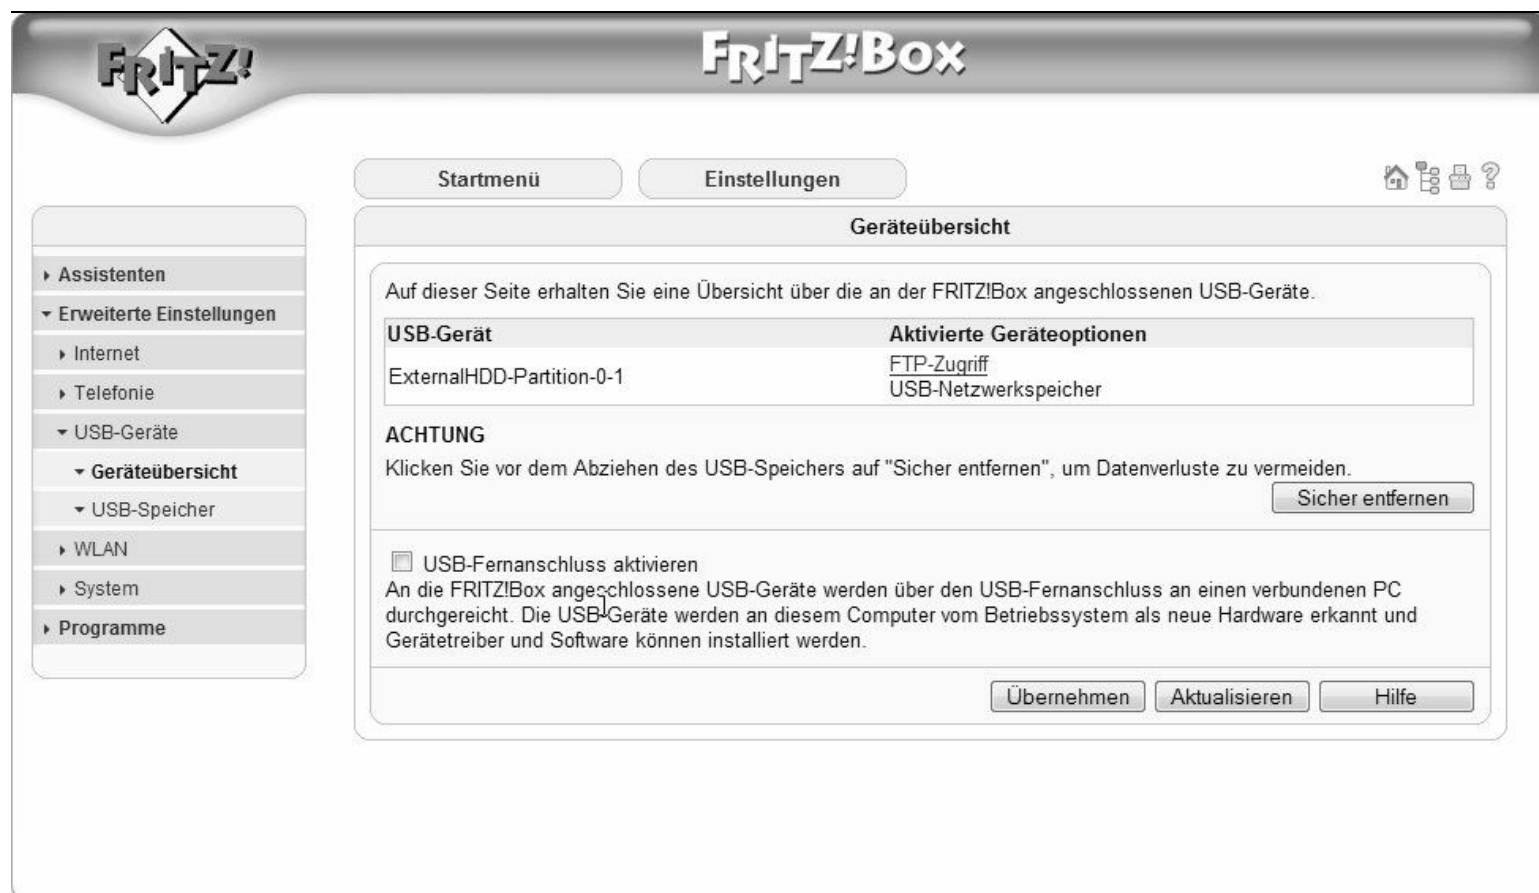 FRITZ!
FRITZ!Box
Startmenü
Einstellungen
Geräteübersicht
Assistenten
Erweiterte Einstellungen
Internet
Telefonie
USB-Geräte
Geräteübersicht
USB-Speicher
WLAN
System
Programme
Auf dieser Seite erhalten Sie eine Übersicht über die an der FRITZ!Box angeschlossenen USB-Geräte.
USB-Gerät
Aktivierte Geräteoptionen
ExternalHDD-Partition-0-1
FTP-Zugriff
USB-Netzwerkspeicher
ACHTUNG
Klicken Sie vor dem Abziehen des USB-Speichers auf "Sicher entfernen", um Datenverluste zu vermeiden.
Sicher entfernen
USB-Fernanschluss aktivieren
An die FRITZ!Box angeschlossene USB-Geräte werden über den USB-Fernanschluss an einen verbundenen PC
durchgereicht. Die USB-Geräte werden an diesem Computer vom Betriebssystem als neue Hardware erkannt und
Gerätetreiber und Software können installiert werden.
Übernehmen
Aktualisieren
Hilfe